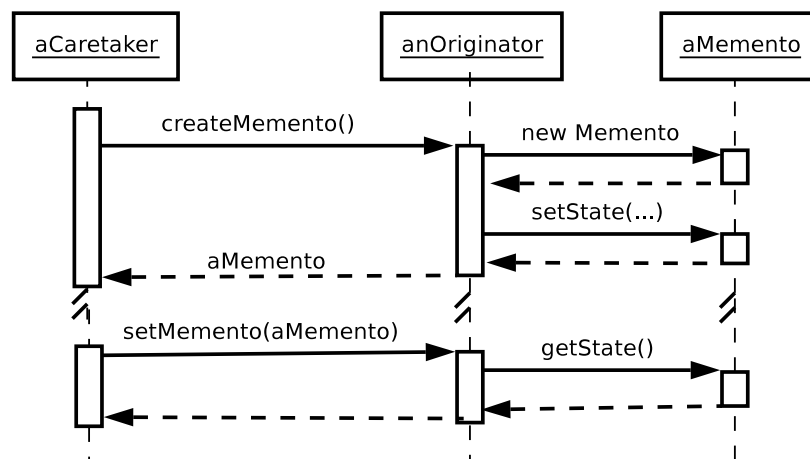 aCaretaker
anOriginator
aMemento
createMemento()
new Memento
setState(...)
aMemento
setMemento(aMemento)
getState()